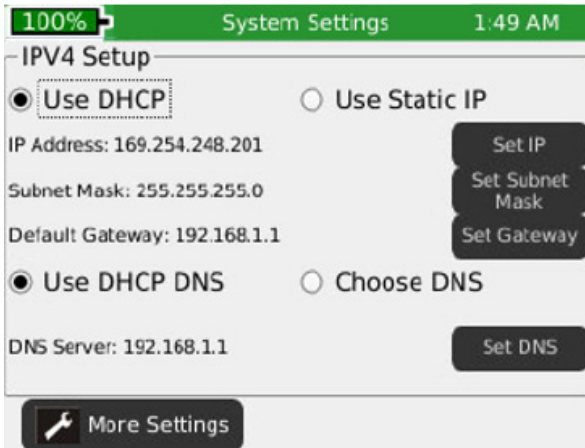 100% System Settings 1:49 AM
IPV4 Setup
Use DHCP Use Static IP
IP Address: 169.254.248.201 Set IP
Subnet Mask: 255.255.255.0 Set Subnet
Mask
Default Gateway: 192.168.1.1 Set Gateway
Use DHCP DNS Choose DNS
DNS Server: 192.168.1.1 Set DNS
More Settings